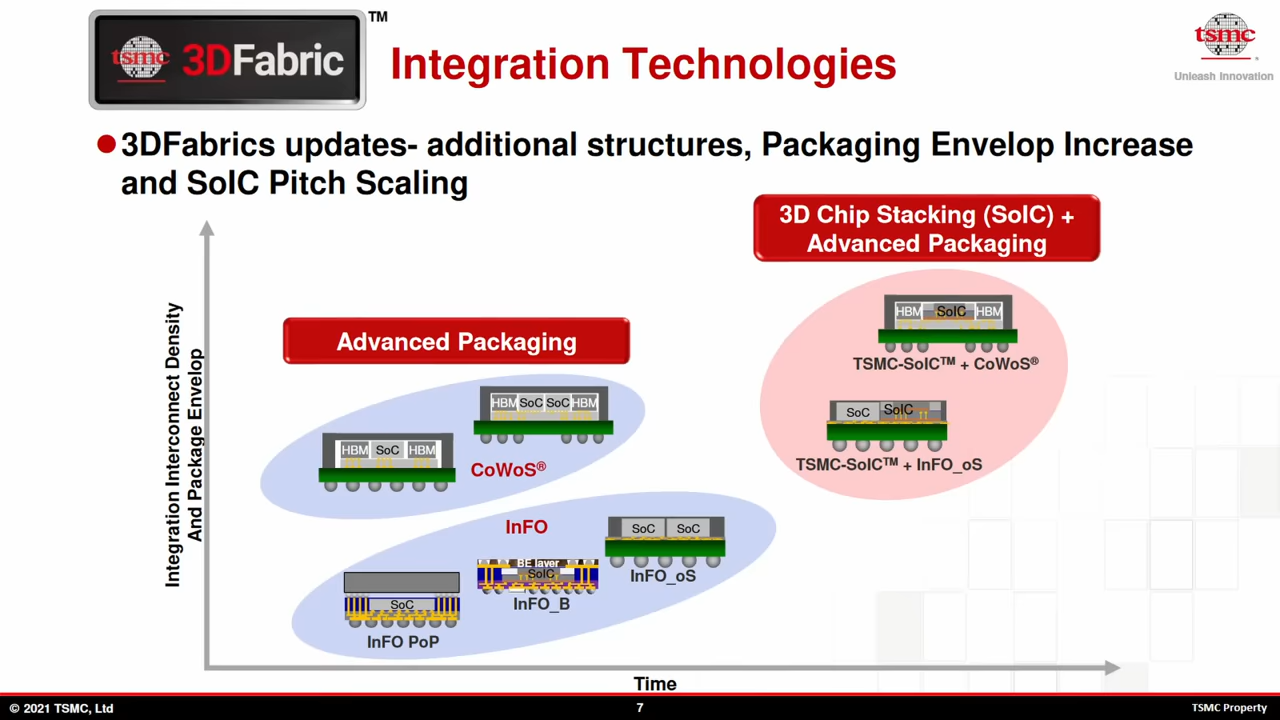 tsmc 3DFabric™
Integration Technologies
tsmc
Unleash Innovation
3DFabrics updates- additional structures, Packaging Envelop Increase
and SoIC Pitch Scaling
3D Chip Stacking (SoIC) +
Advanced Packaging
Advanced Packaging
Integration Interconnect Density
And Package Envelop
HBM SoIC HBM
TSMC-SoIC™ + CoWoS®
SoC SoIC
TSMC-SoIC™ + InFO_oS
HBM SoC SoC HBM
HBM SoC HBM
CoWoS®
InFO
SoC SoC
InFO_oS
BE layer
SoIC
InFO_B
SoC
InFO PoP
Time
© 2021 TSMC, Ltd
7
TSMC Property